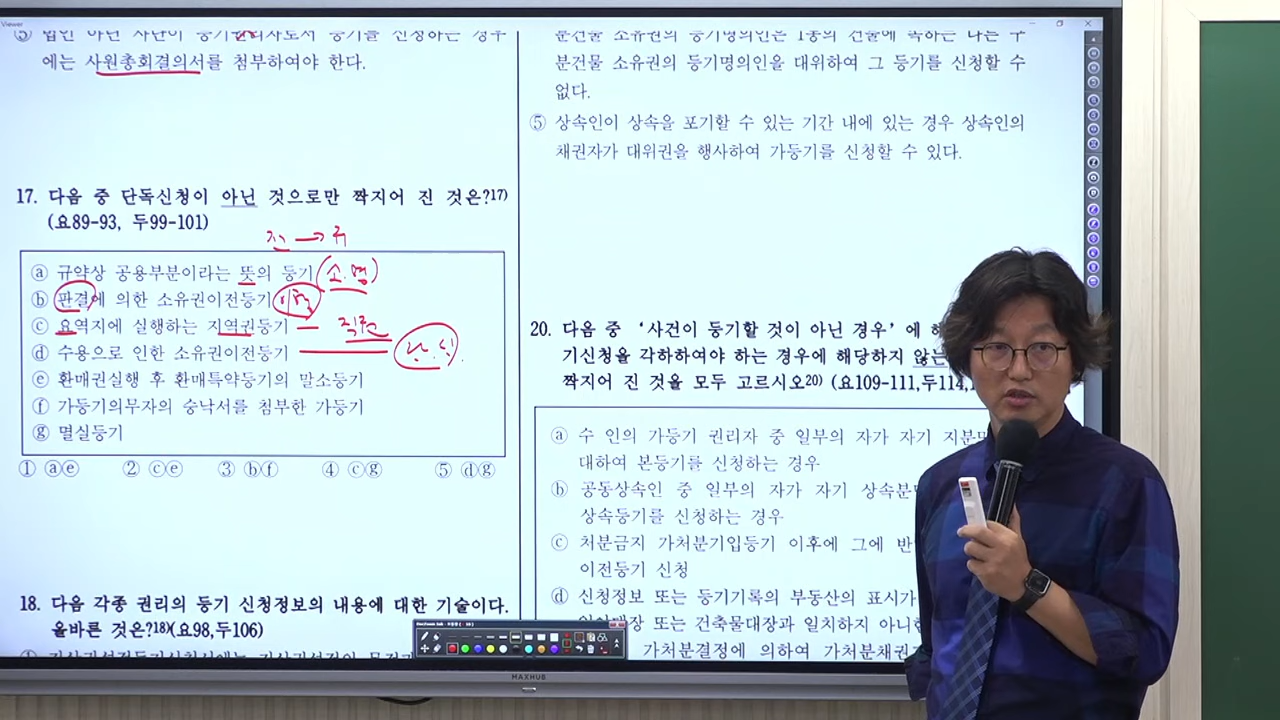 Viewer
③ 법인 아닌 사단이 등기권리자로서 등기를 신청하는 경우
에는 사원총회결의서를 첨부하여야 한다.
17. 다음 중 단독신청이 아닌 것으로만 짝지어 진 것은?17)
(요89-93, 두99-101)
ⓐ 규약상 공용부분이라는 뜻의 등기 (소.명)
ⓑ 판결에 의한 소유권이전등기
ⓒ 요역지에 실행하는 지역권등기 직권
ⓓ 수용으로 인한 소유권이전등기
ⓔ 환매권실행 후 환매특약등기의 말소등기
ⓕ 가등기의무자의 승낙서를 첨부한 가등기
ⓖ 멸실등기
① ⓐⓔ ② ⓒⓔ ③ ⓑⓕ ④ ⓒⓖ ⑤ ⓓⓖ
18. 다음 각종 권리의 등기 신청정보의 내용에 대한 기술이다.
올바른 것은?18)(요98,두106)
분건물 소유권의 등기명의인은 1동의 건물에 속하는 다른 구
분건물 소유권의 등기명의인을 대위하여 그 등기를 신청할 수
없다.
⑤ 상속인이 상속을 포기할 수 있는 기간 내에 있는 경우 상속인의
채권자가 대위권을 행사하여 가등기를 신청할 수 있다.
20. 다음 중 '사건이 등기할 것이 아닌 경우'에 해
기신청을 각하하여야 하는 경우에 해당하지 않는
짝지어 진 것을 모두 고르시오20) (요109-111,두114,
ⓐ 수 인의 가등기 권리자 중 일부의 자가 자기 지분만
대하여 본등기를 신청하는 경우
ⓑ 공동상속인 중 일부의 자가 자기 상속분만
상속등기를 신청하는 경우
ⓒ 처분금지 가처분기입등기 이후에 그에 반
이전등기 신청
ⓓ 신청정보 또는 등기기록의 부동산의 표시가
임야대장 또는 건축물대장과 일치하지 아니한
가처분결정에 의하여 가처분채권자
MAXHUB